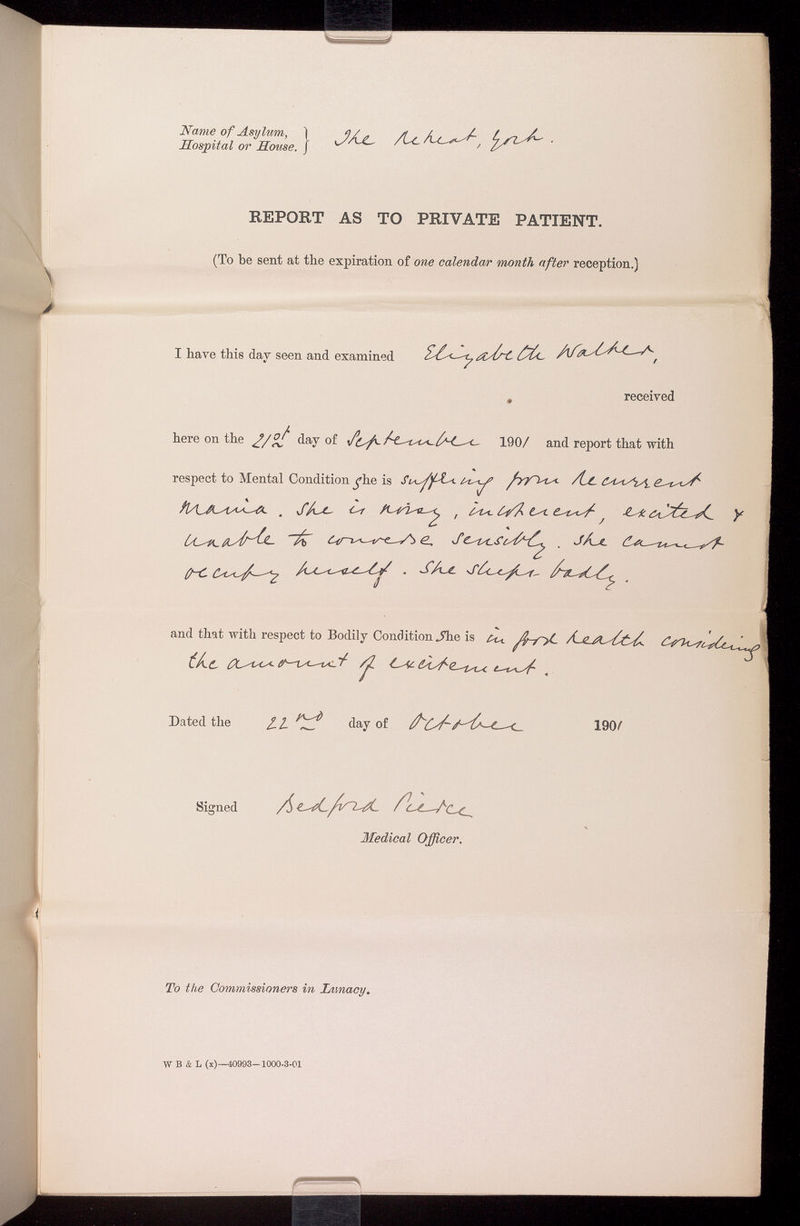 Name of Asylum,
Hospital or House. } The Retreat, York.
REPORT AS TO PRIVATE PATIENT.
(To be sent at the expiration of one calendar month after reception.)
I have this day seen and examined Elizabeth Walker,
received
here on the 21st day of September 1901 and report that with
respect to Mental Condition She is suffering from Recurrent
Mania. She is noisy, incoherent, excited &
unable to converse sensibly. She cannot
occupy herself. She sleeps badly.
and that with respect to Bodily Condition She is in good health considering
the amount of excitement.
Dated the 22nd day of October 1901
Signed Bedford Pierce
Medical Officer.
To the Commissioners in Lunacy.
W B & L (x)—40993—1000-3-01